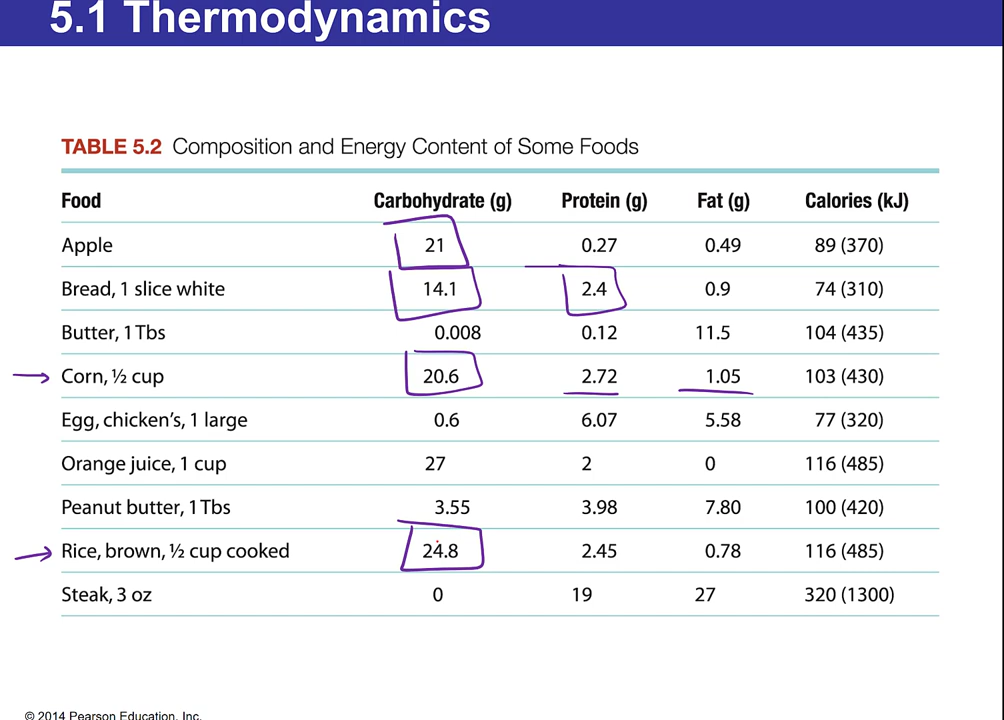 5.1 Thermodynamics
TABLE 5.2 Composition and Energy Content of Some Foods
Food Carbohydrate (g) Protein (g) Fat (g) Calories (kJ)
Apple 21 0.27 0.49 89 (370)
Bread, 1 slice white 14.1 2.4 0.9 74 (310)
Butter, 1 Tbs 0.008 0.12 11.5 104 (435)
Corn, ½ cup 20.6 2.72 1.05 103 (430)
Egg, chicken's, 1 large 0.6 6.07 5.58 77 (320)
Orange juice, 1 cup 27 2 0 116 (485)
Peanut butter, 1 Tbs 3.55 3.98 7.80 100 (420)
Rice, brown, ½ cup cooked 24.8 2.45 0.78 116 (485)
Steak, 3 oz 0 19 27 320 (1300)
© 2014 Pearson Education, Inc.